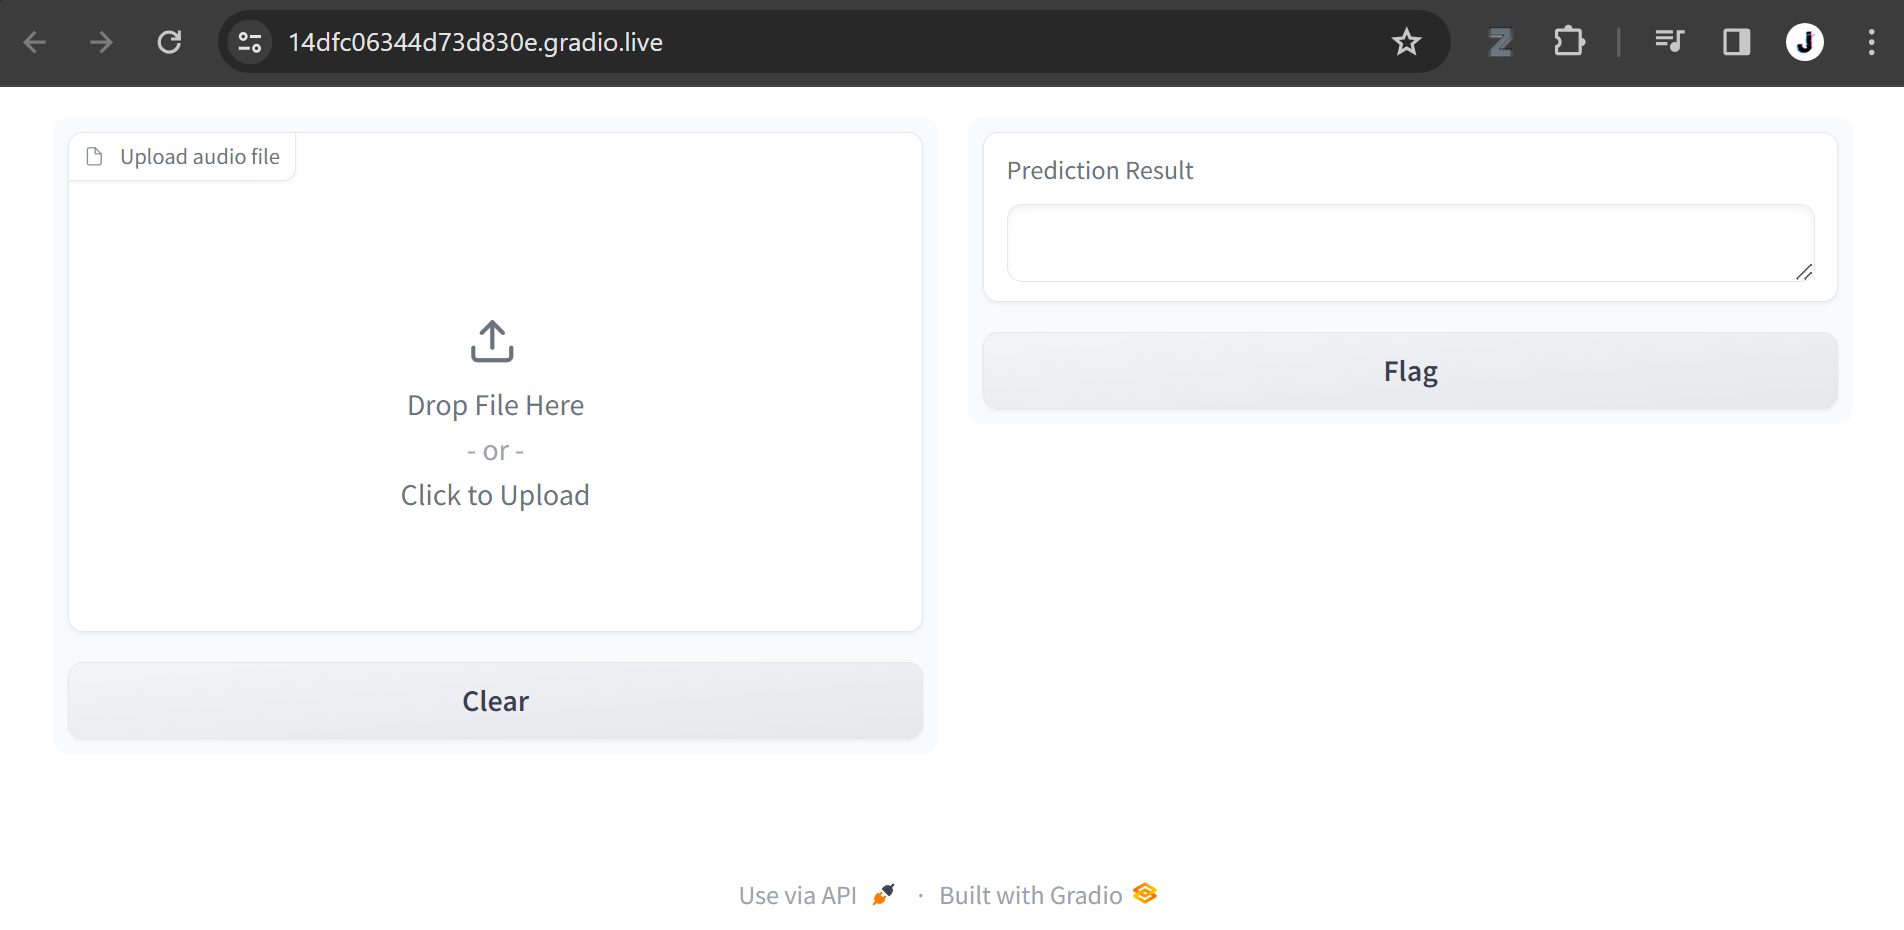 14dfc06344d73d830e.gradio.live
Upload audio file
Drop File Here
- or -
Click to Upload
Clear
Prediction Result
Flag
Use via API · Built with Gradio